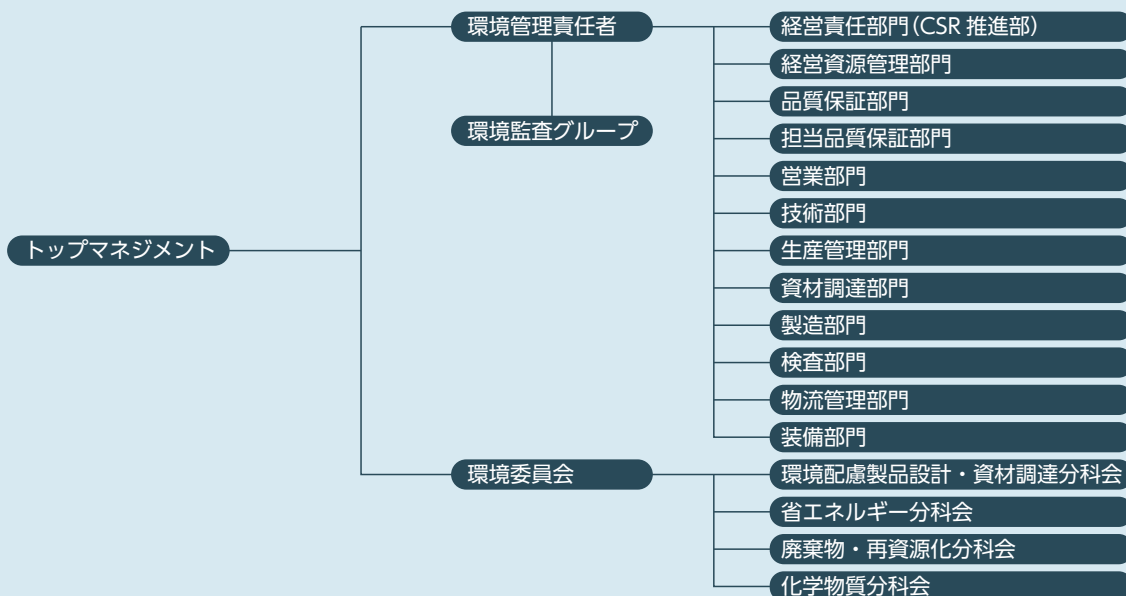 トップマネジメント
環境管理責任者
環境監査グループ
経営責任部門(CSR 推進部)
経営資源管理部門
品質保証部門
担当品質保証部門
営業部門
技術部門
生産管理部門
資材調達部門
製造部門
検査部門
物流管理部門
装備部門
環境委員会
環境配慮製品設計・資材調達分科会
省エネルギー分科会
廃棄物・再資源化分科会
化学物質分科会